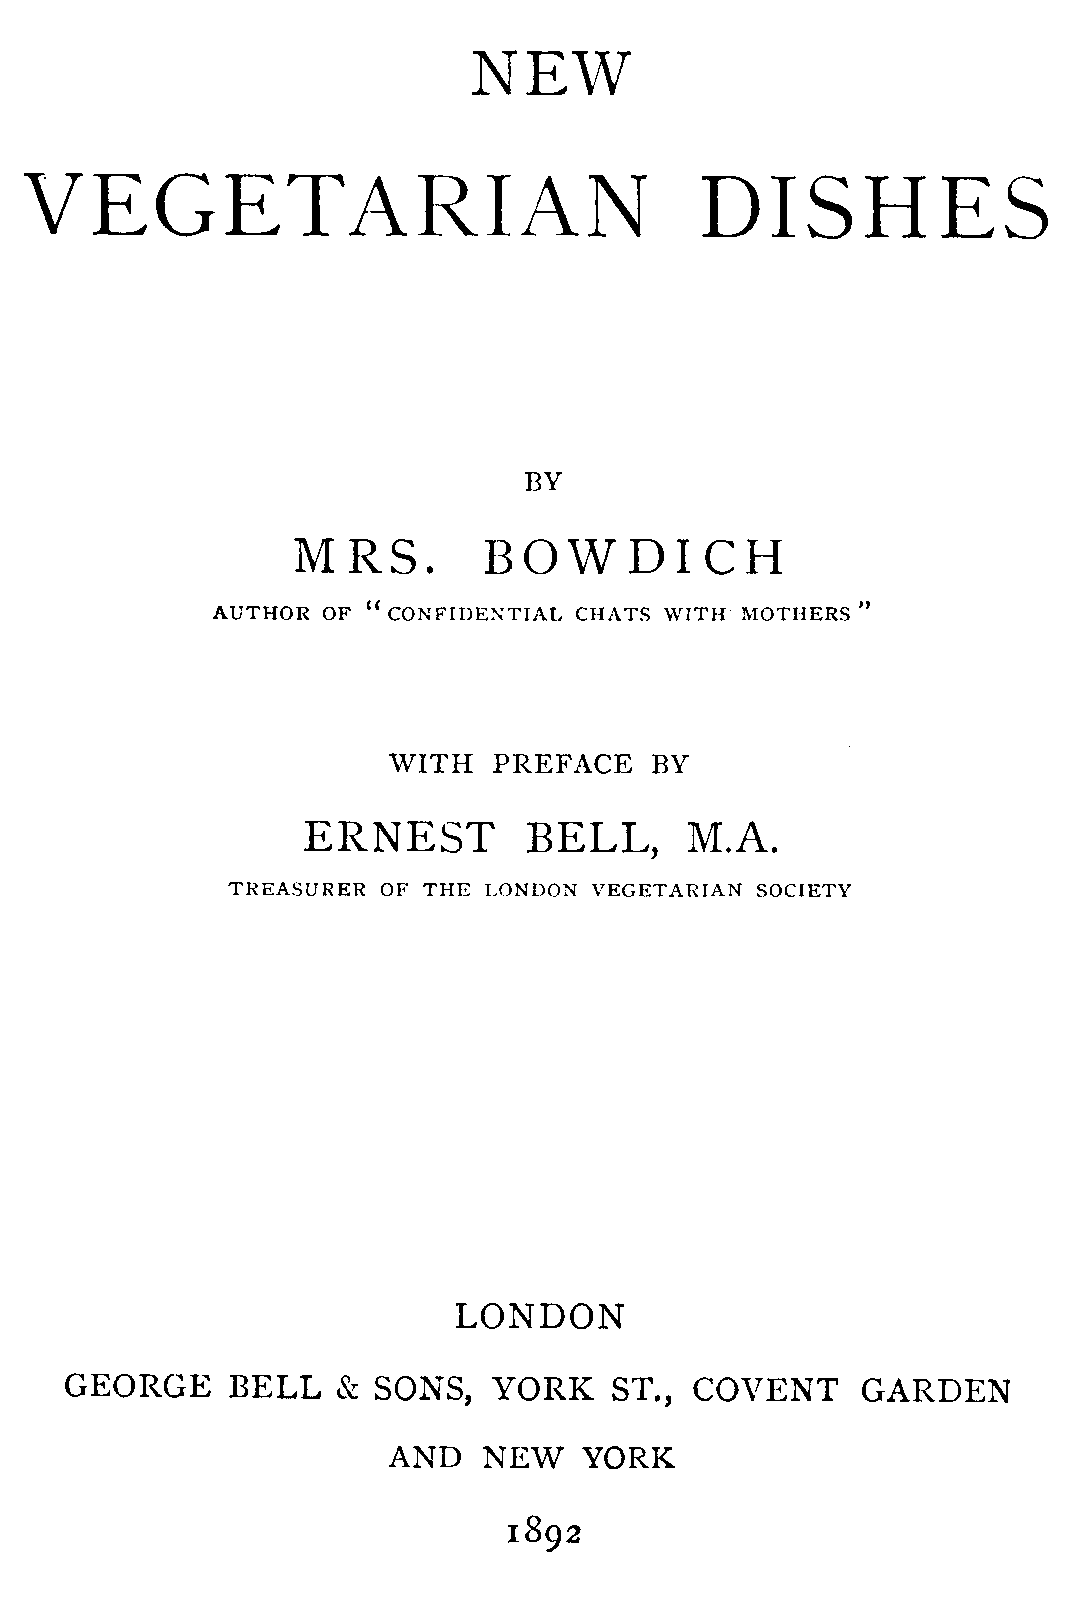 NEW
VEGETARIAN DISHES
BY
MRS. BOWDICH
AUTHOR OF "CONFIDENTIAL CHATS WITH MOTHERS"
WITH PREFACE BY
ERNEST BELL, M.A.
TREASURER OF THE LONDON VEGETARIAN SOCIETY
LONDON
GEORGE BELL & SONS, YORK ST., COVENT GARDEN
AND NEW YORK
1892